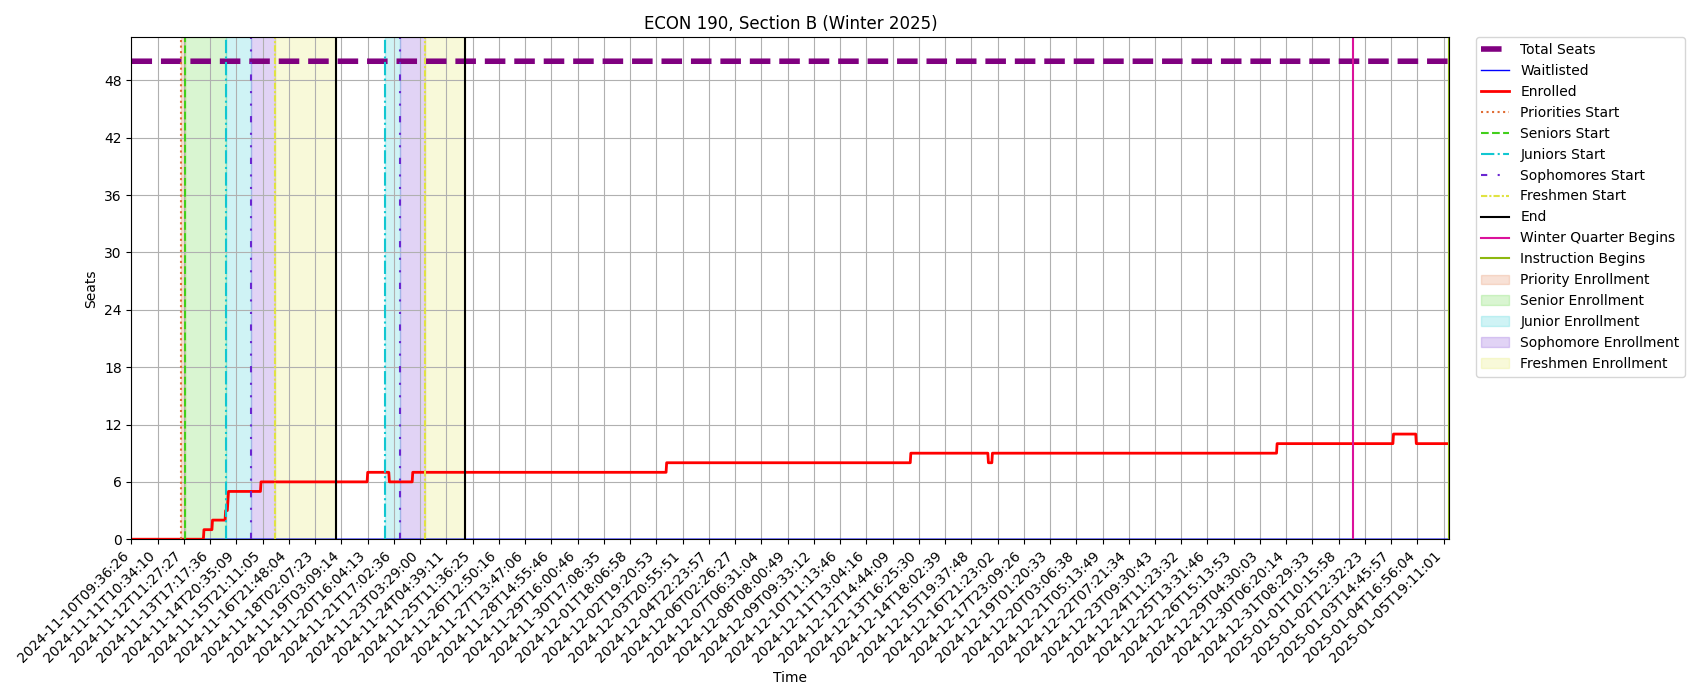 ECON 190, Section B (Winter 2025)
Seats
48
42
36
30
24
18
12
6
0
2024-11-10T09:36:26
2024-11-11T10:34:10
2024-11-12T11:27:27
2024-11-13T17:17:36
2024-11-14T20:35:09
2024-11-15T21:11:05
2024-11-16T21:48:04
2024-11-18T02:07:23
2024-11-19T03:09:14
2024-11-20T16:04:13
2024-11-21T17:02:36
2024-11-23T03:29:00
2024-11-24T04:39:11
2024-11-25T11:36:25
2024-11-26T12:50:16
2024-11-27T13:47:06
2024-11-28T14:55:46
2024-11-29T16:00:46
2024-11-30T17:08:35
2024-12-01T18:06:58
2024-12-02T19:20:53
2024-12-03T20:55:51
2024-12-04T22:23:57
2024-12-06T02:26:27
2024-12-07T06:31:04
2024-12-08T08:00:49
2024-12-09T09:33:12
2024-12-10T11:13:46
2024-12-11T13:04:16
2024-12-12T14:44:09
2024-12-13T16:25:30
2024-12-14T18:02:39
2024-12-15T19:37:48
2024-12-16T21:23:02
2024-12-17T23:09:26
2024-12-19T01:20:33
2024-12-20T03:06:38
2024-12-21T05:13:49
2024-12-22T07:21:34
2024-12-23T09:30:43
2024-12-24T11:23:32
2024-12-25T13:31:46
2024-12-26T15:13:53
2024-12-29T04:30:03
2024-12-30T06:20:14
2024-12-31T08:29:33
2025-01-01T10:15:58
2025-01-02T12:32:23
2025-01-03T14:45:57
2025-01-04T16:56:04
2025-01-05T19:11:01
Time
Total Seats
Waitlisted
Enrolled
Priorities Start
Seniors Start
Juniors Start
Sophomores Start
Freshmen Start
End
Winter Quarter Begins
Instruction Begins
Priority Enrollment
Senior Enrollment
Junior Enrollment
Sophomore Enrollment
Freshmen Enrollment